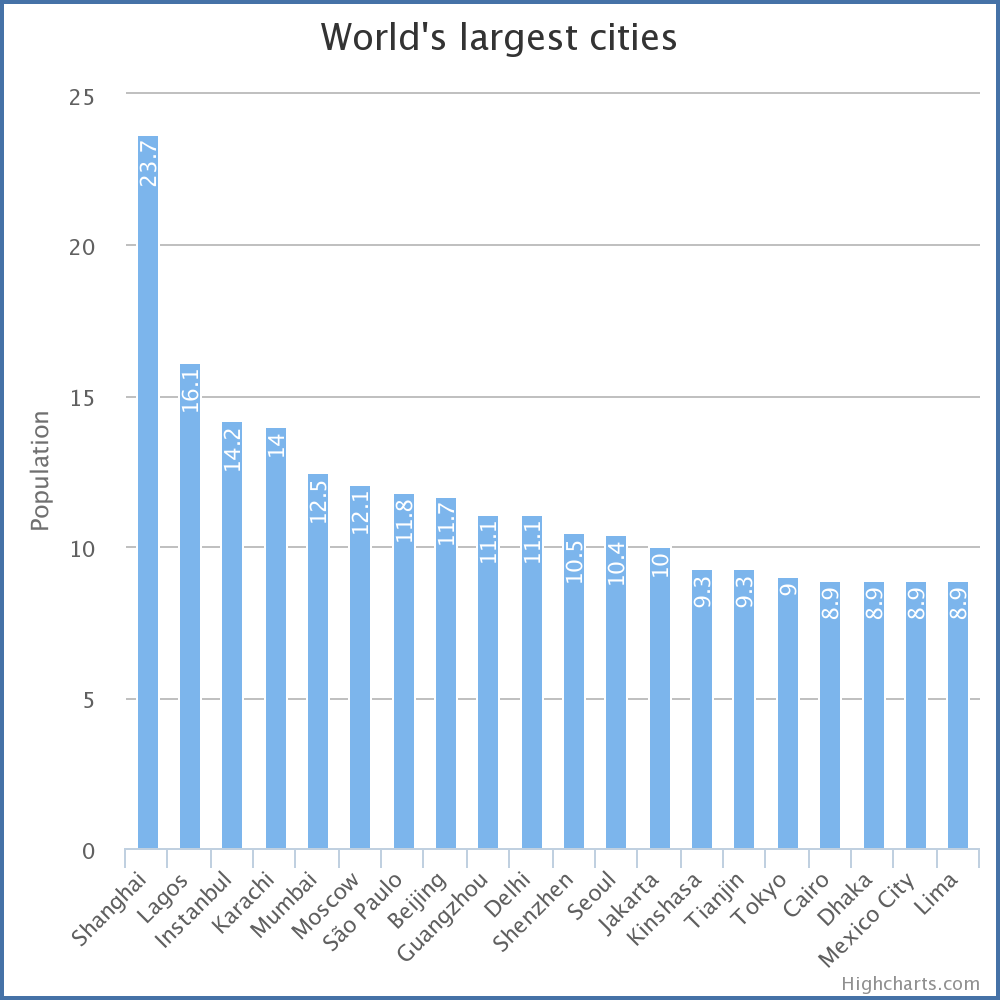 World's largest cities
Population
25
20
15
10
5
0
23.7
16.1
14.2
14
12.5
12.1
11.8
11.7
11.1
11.1
10.5
10.4
10
9.3
9.3
9
8.9
8.9
8.9
8.9
Shanghai
Lagos
Instanbul
Karachi
Mumbai
Moscow
São Paulo
Beijing
Guangzhou
Delhi
Shenzhen
Seoul
Jakarta
Kinshasa
Tianjin
Tokyo
Cairo
Dhaka
Mexico City
Lima
Highcharts.com